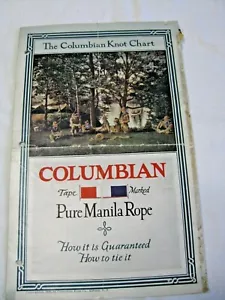 The Columbian Knot Chart
COLUMBIAN
Tape Marked
Pure Manila Rope
How it is Guaranteed
How to tie it